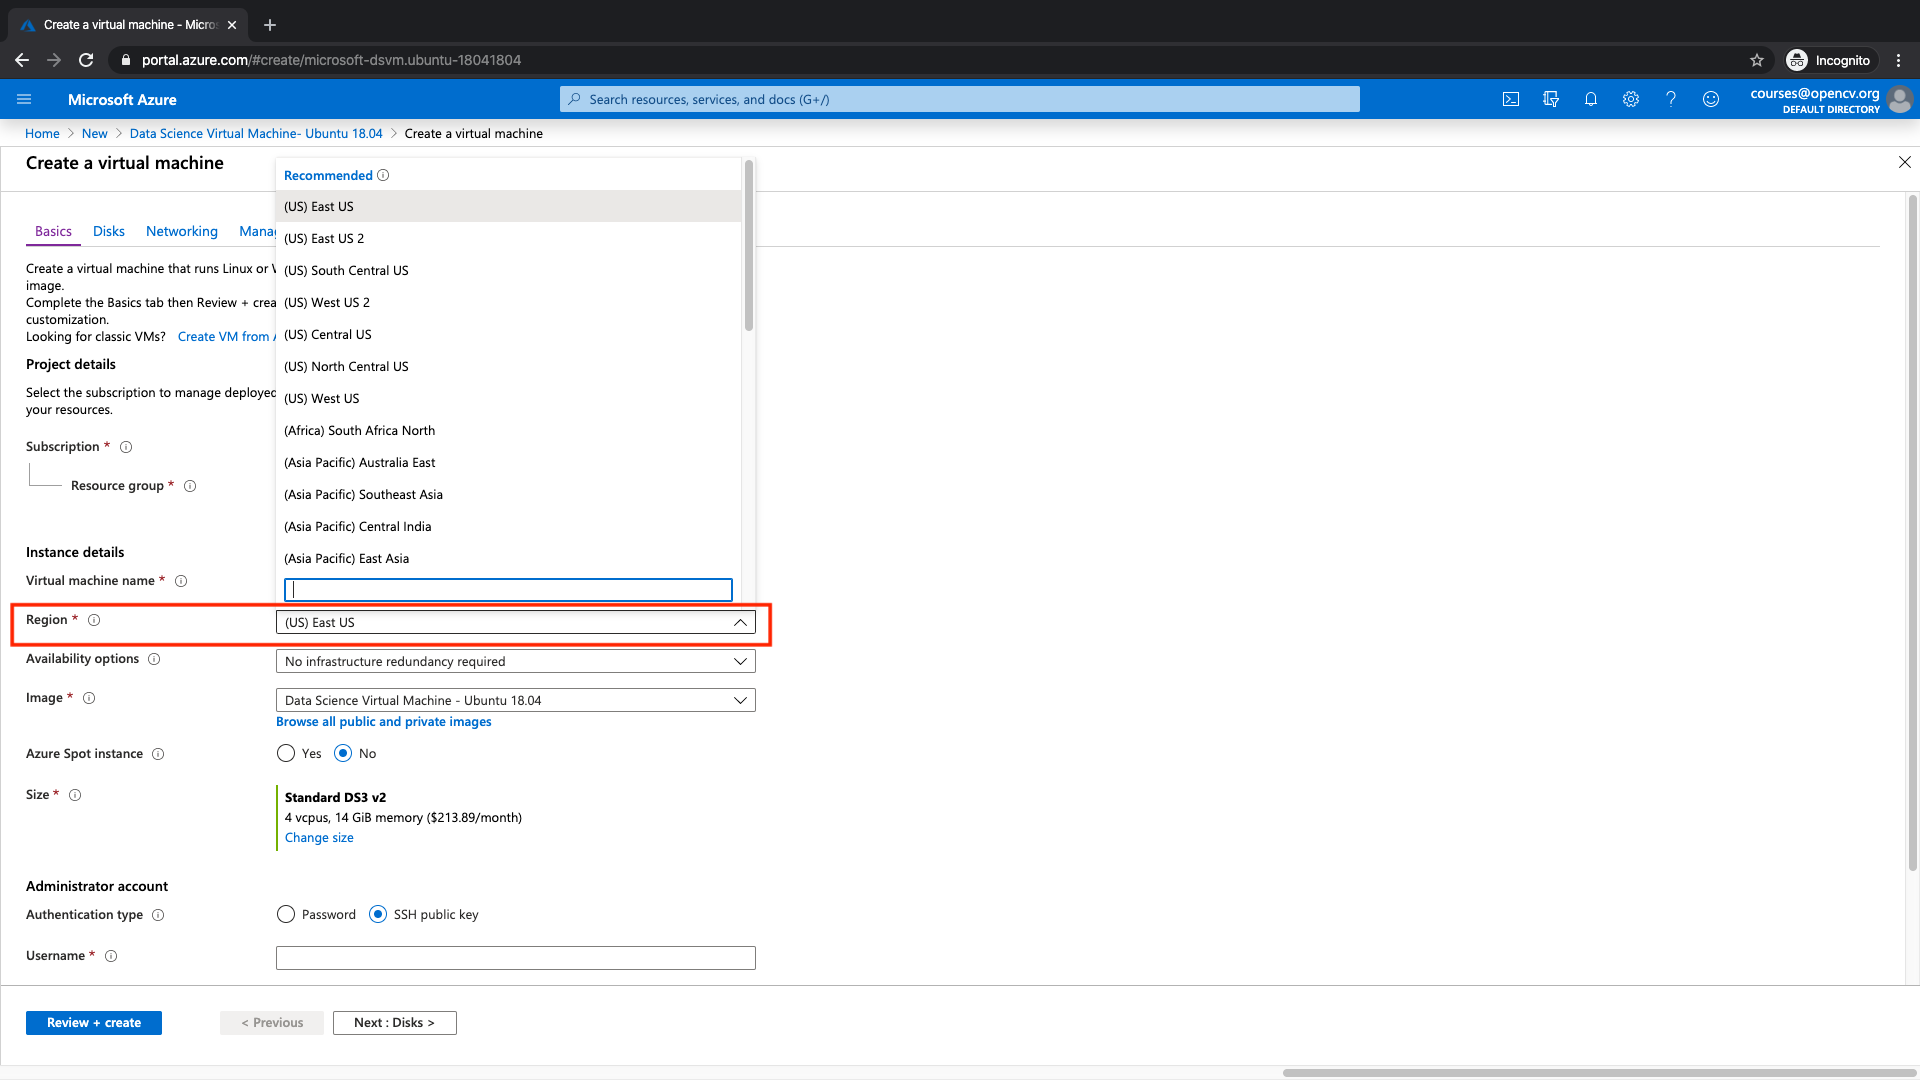 Create a virtual machine - Micro
portal.azure.com/#create/microsoft-dsvm.ubuntu-18041804
Incognito
Microsoft Azure
Search resources, services, and docs (G+/)
courses@opencv.org
DEFAULT DIRECTORY
Home > New > Data Science Virtual Machine- Ubuntu 18.04 > Create a virtual machine
Create a virtual machine
Recommended
(US) East US
(US) East US 2
(US) South Central US
(US) West US 2
(US) Central US
(US) North Central US
(US) West US
(Africa) South Africa North
(Asia Pacific) Australia East
(Asia Pacific) Southeast Asia
(Asia Pacific) Central India
(Asia Pacific) East Asia
Basics Disks Networking Manag
Create a virtual machine that runs Linux or
image.
Complete the Basics tab then Review + crea
customization.
Looking for classic VMs? Create VM from
Project details
Select the subscription to manage deployed
your resources.
Subscription *
Resource group *
Instance details
Virtual machine name *
Region * (US) East US
Availability options No infrastructure redundancy required
Image * Data Science Virtual Machine - Ubuntu 18.04
Browse all public and private images
Azure Spot instance Yes No
Size * Standard DS3 v2
4 vcpus, 14 GiB memory ($213.89/month)
Change size
Administrator account
Authentication type Password SSH public key
Username *
Review + create < Previous Next : Disks >